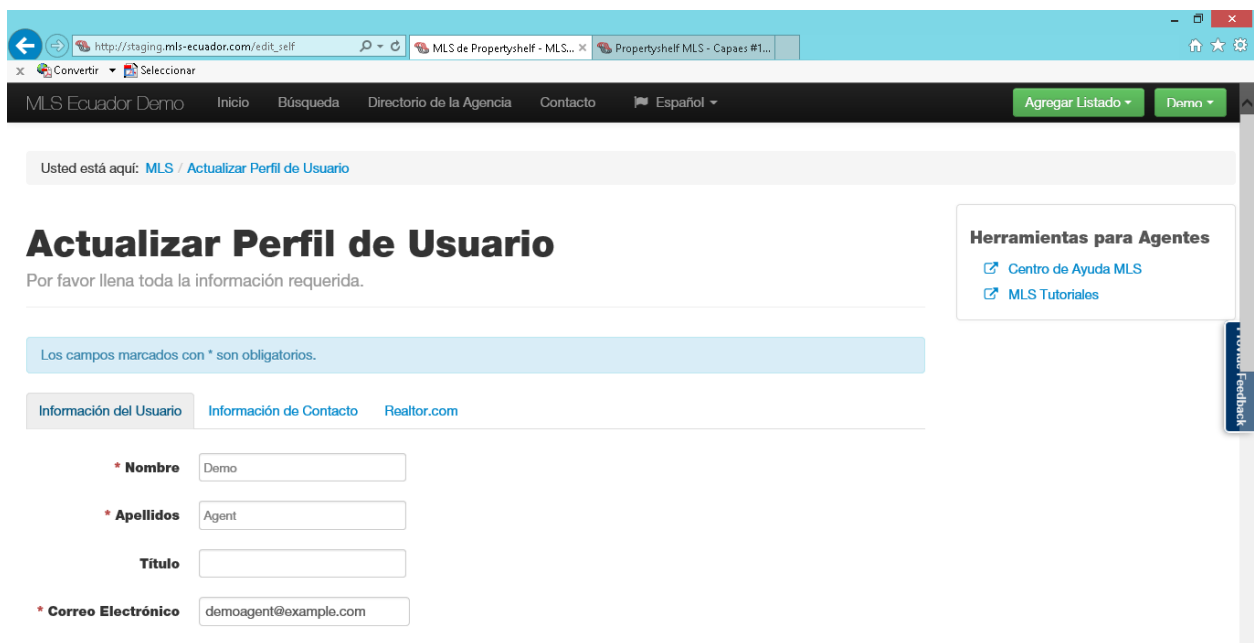 http://staging.mls-ecuador.com/edit_self
MLS de Propertyshelf - MLS...
Propertyshelf MLS - Capaes #1...
x Convertir Seleccionar
MLS Ecuador Demo Inicio Búsqueda Directorio de la Agencia Contacto Español Agregar Listado Demo
Usted está aquí: MLS / Actualizar Perfil de Usuario
Actualizar Perfil de Usuario
Por favor llena toda la información requerida.
Herramientas para Agentes
Centro de Ayuda MLS
MLS Tutoriales
Provide Feedback
Los campos marcados con * son obligatorios.
Información del Usuario Información de Contacto Realtor.com
* Nombre Demo
* Apellidos Agent
Título
* Correo Electrónico demoagent@example.com